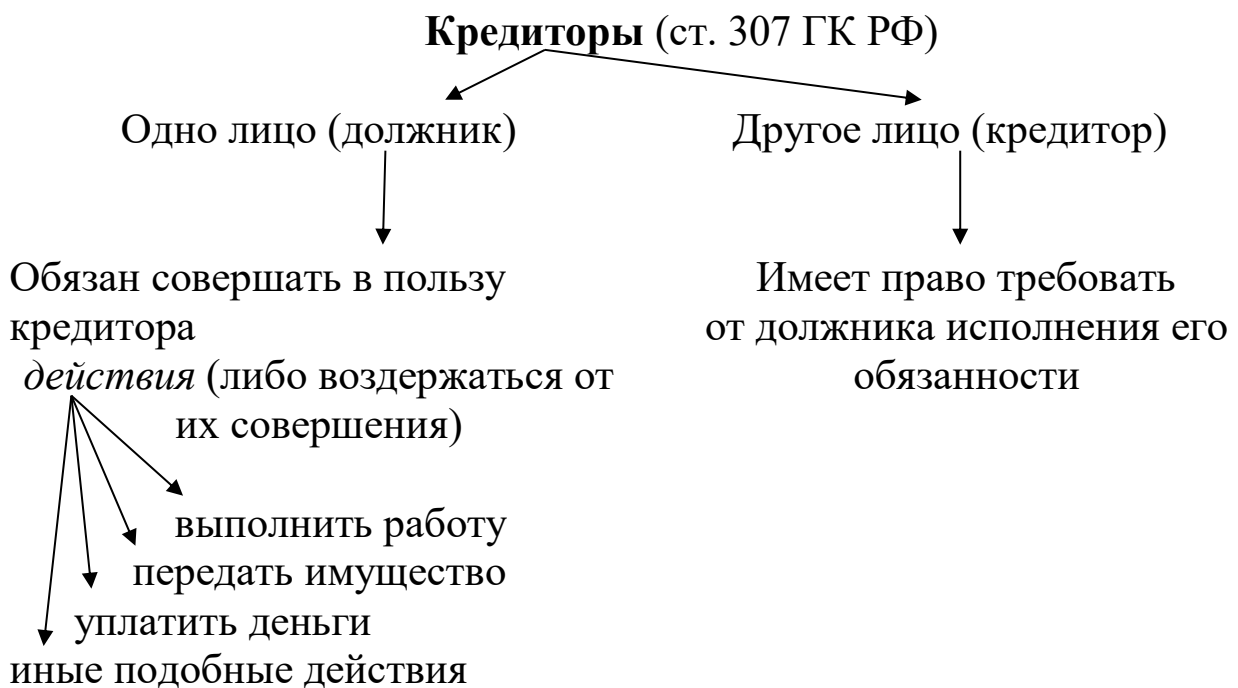 Кредиторы (ст. 307 ГК РФ)
Одно лицо (должник)
Другое лицо (кредитор)
Обязан совершать в пользу
кредитора
действия (либо воздержаться от
их совершения)
Имеет право требовать
от должника исполнения его
обязанности
выполнить работу
передать имущество
уплатить деньги
иные подобные действия